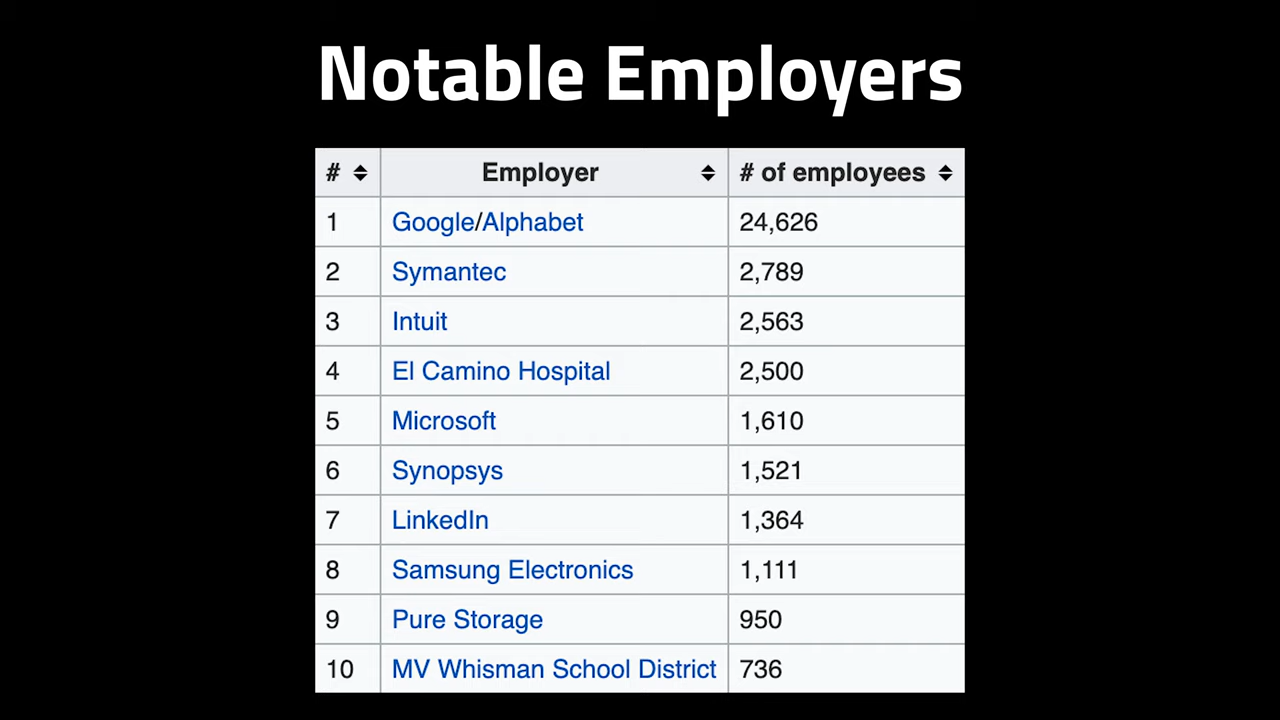 Notable Employers
# Employer # of employees
1 Google/Alphabet 24,626
2 Symantec 2,789
3 Intuit 2,563
4 El Camino Hospital 2,500
5 Microsoft 1,610
6 Synopsys 1,521
7 LinkedIn 1,364
8 Samsung Electronics 1,111
9 Pure Storage 950
10 MV Whisman School District 736